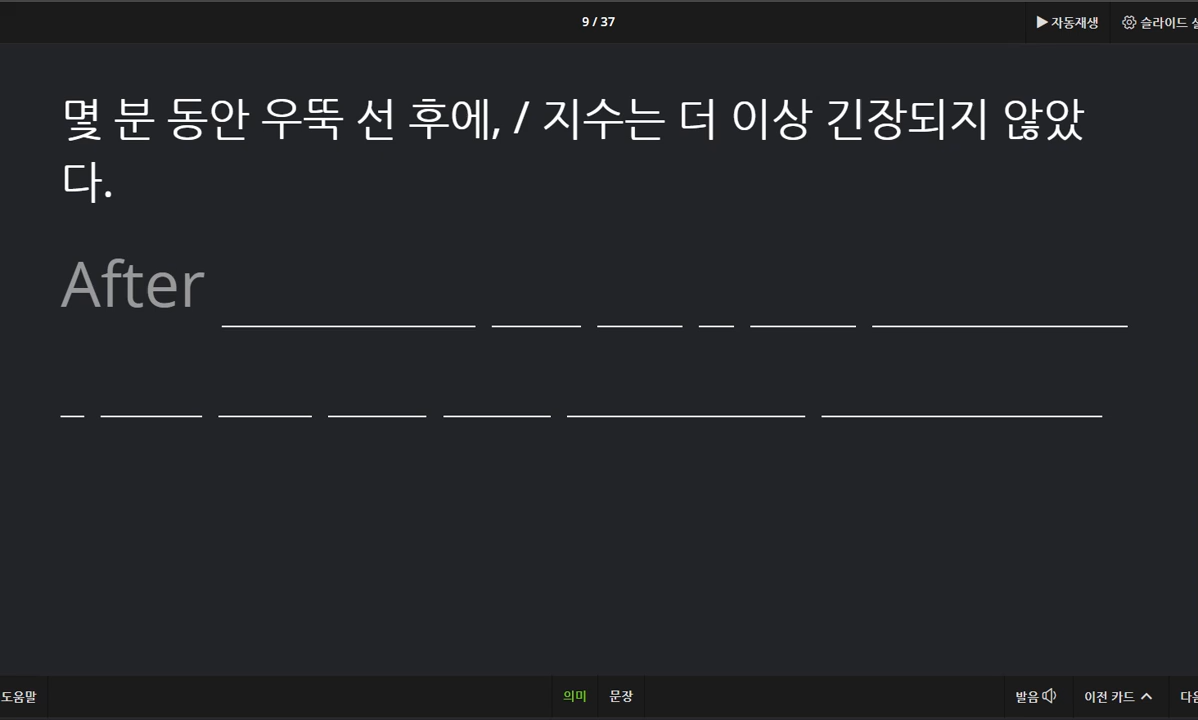 9 / 37
▶ 자동재생
슬라이드
몇 분 동안 우뚝 선 후에, / 지수는 더 이상 긴장되지 않았
다.
After
도움말
의미
문장
발음
이전 카드